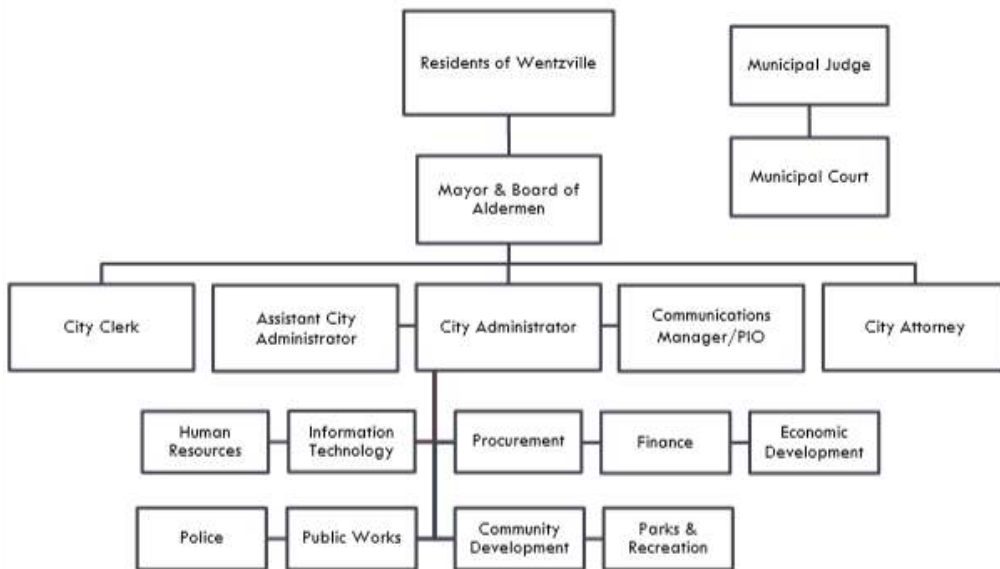 Residents of Wentzville
Municipal Judge
Municipal Court
Mayor & Board of
Aldermen
City Clerk
Assistant City
Administrator
City Administrator
Communications
Manager/PIO
City Attorney
Human
Resources
Information
Technology
Procurement
Finance
Economic
Development
Police
Public Works
Community
Development
Parks &
Recreation